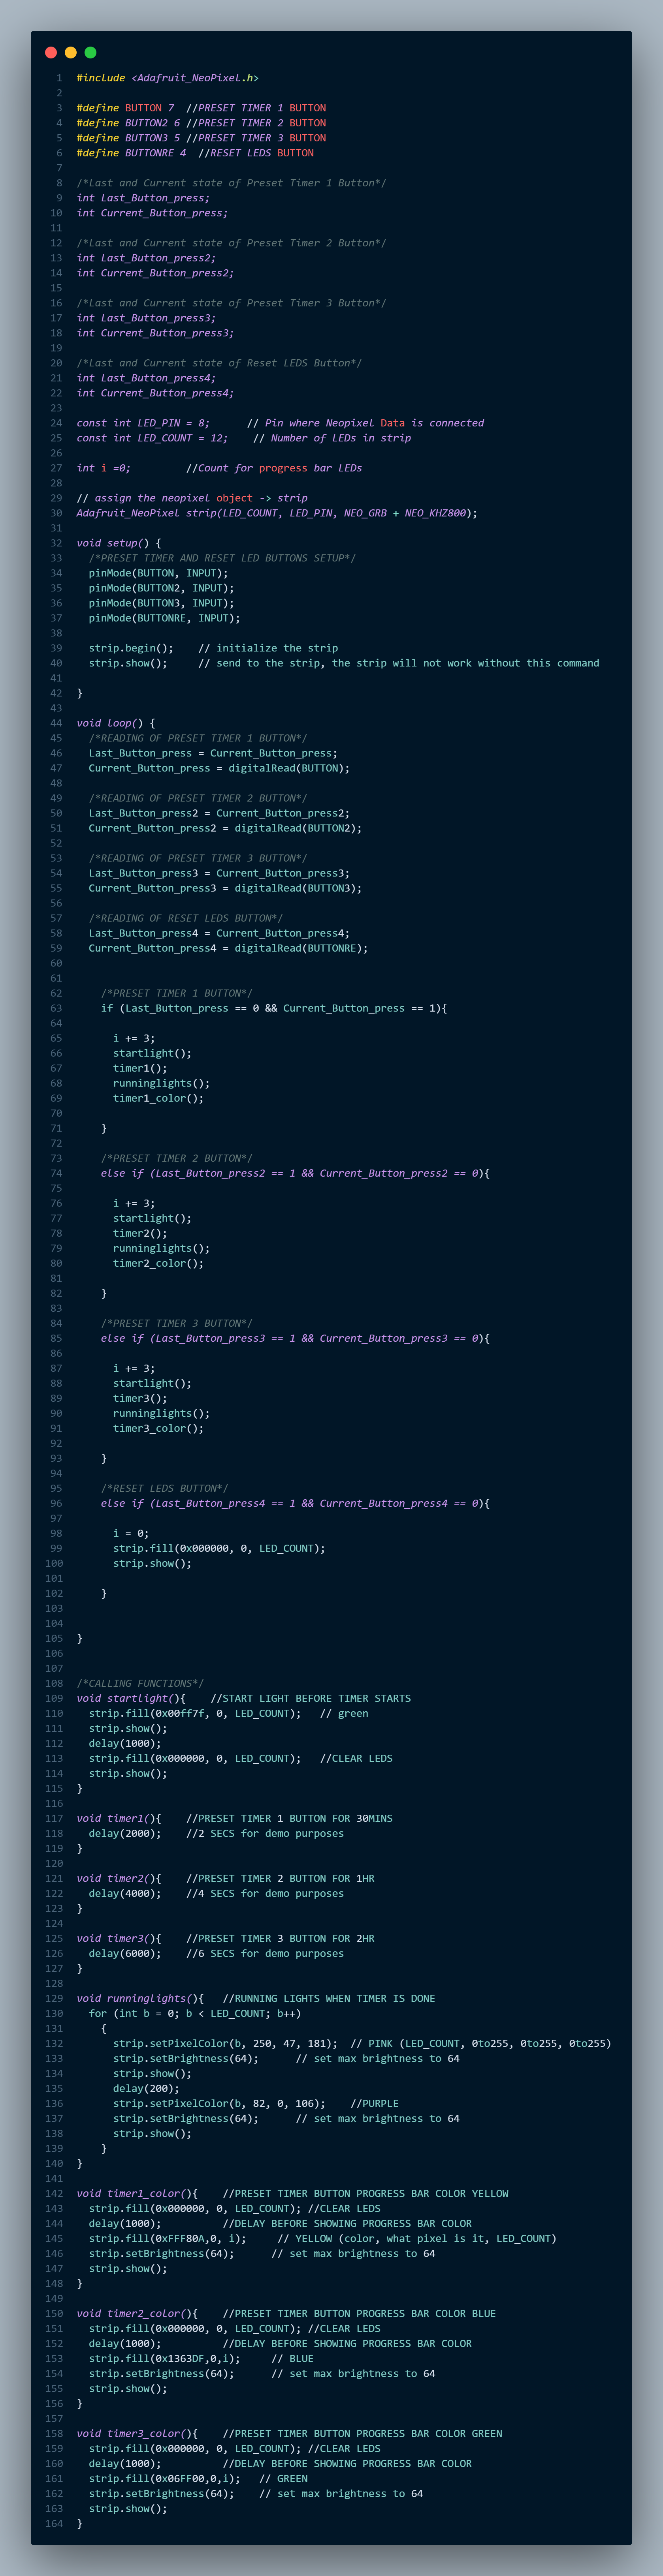 1 #include <Adafruit_NeoPixel.h>
2
3 #define BUTTON 7  //PRESET TIMER 1 BUTTON
4 #define BUTTON2 6 //PRESET TIMER 2 BUTTON
5 #define BUTTON3 5 //PRESET TIMER 3 BUTTON
6 #define BUTTONRE 4  //RESET LEDS BUTTON
7
8 /*Last and Current state of Preset Timer 1 Button*/
9 int Last_Button_press;
10 int Current_Button_press;
11
12 /*Last and Current state of Preset Timer 2 Button*/
13 int Last_Button_press2;
14 int Current_Button_press2;
15
16 /*Last and Current state of Preset Timer 3 Button*/
17 int Last_Button_press3;
18 int Current_Button_press3;
19
20 /*Last and Current state of Reset LEDS Button*/
21 int Last_Button_press4;
22 int Current_Button_press4;
23
24 const int LED_PIN = 8;      // Pin where Neopixel Data is connected
25 const int LED_COUNT = 12;    // Number of LEDs in strip
26
27 int i =0;         //Count for progress bar LEDs
28
29 // assign the neopixel object -> strip
30 Adafruit_NeoPixel strip(LED_COUNT, LED_PIN, NEO_GRB + NEO_KHZ800);
31
32 void setup() {
33   /*PRESET TIMER AND RESET LED BUTTONS SETUP*/
34   pinMode(BUTTON, INPUT);
35   pinMode(BUTTON2, INPUT);
36   pinMode(BUTTON3, INPUT);
37   pinMode(BUTTONRE, INPUT);
38
39   strip.begin();    // initialize the strip
40   strip.show();     // send to the strip, the strip will not work without this command
41
42 }
43
44 void loop() {
45   /*READING OF PRESET TIMER 1 BUTTON*/
46   Last_Button_press = Current_Button_press;
47   Current_Button_press = digitalRead(BUTTON);
48
49   /*READING OF PRESET TIMER 2 BUTTON*/
50   Last_Button_press2 = Current_Button_press2;
51   Current_Button_press2 = digitalRead(BUTTON2);
52
53   /*READING OF PRESET TIMER 3 BUTTON*/
54   Last_Button_press3 = Current_Button_press3;
55   Current_Button_press3 = digitalRead(BUTTON3);
56
57   /*READING OF RESET LEDS BUTTON*/
58   Last_Button_press4 = Current_Button_press4;
59   Current_Button_press4 = digitalRead(BUTTONRE);
60
61
62     /*PRESET TIMER 1 BUTTON*/
63     if (Last_Button_press == 0 && Current_Button_press == 1){
64
65       i += 3;
66       startlight();
67       timer1();
68       runninglights();
69       timer1_color();
70
71     }
72
73     /*PRESET TIMER 2 BUTTON*/
74     else if (Last_Button_press2 == 1 && Current_Button_press2 == 0){
75
76       i += 3;
77       startlight();
78       timer2();
79       runninglights();
80       timer2_color();
81
82     }
83
84     /*PRESET TIMER 3 BUTTON*/
85     else if (Last_Button_press3 == 1 && Current_Button_press3 == 0){
86
87       i += 3;
88       startlight();
89       timer3();
90       runninglights();
91       timer3_color();
92
93     }
94
95     /*RESET LEDS BUTTON*/
96     else if (Last_Button_press4 == 1 && Current_Button_press4 == 0){
97
98       i = 0;
99       strip.fill(0x000000, 0, LED_COUNT);
100       strip.show();
101
102     }
103
104
105 }
106
107
108 /*CALLING FUNCTIONS*/
109 void startlight(){    //START LIGHT BEFORE TIMER STARTS
110   strip.fill(0x00ff7f, 0, LED_COUNT);   // green
111   strip.show();
112   delay(1000);
113   strip.fill(0x000000, 0, LED_COUNT);   //CLEAR LEDS
114   strip.show();
115 }
116
117 void timer1(){    //PRESET TIMER 1 BUTTON FOR 30MINS
118   delay(2000);    //2 SECS for demo purposes
119 }
120
121 void timer2(){    //PRESET TIMER 2 BUTTON FOR 1HR
122   delay(4000);    //4 SECS for demo purposes
123 }
124
125 void timer3(){    //PRESET TIMER 3 BUTTON FOR 2HR
126   delay(6000);    //6 SECS for demo purposes
127 }
128
129 void runninglights(){   //RUNNING LIGHTS WHEN TIMER IS DONE
130   for (int b = 0; b < LED_COUNT; b++)
131     {
132       strip.setPixelColor(b, 250, 47, 181);  // PINK (LED_COUNT, 0to255, 0to255, 0to255)
133       strip.setBrightness(64);      // set max brightness to 64
134       strip.show();
135       delay(200);
136       strip.setPixelColor(b, 82, 0, 106);    //PURPLE
137       strip.setBrightness(64);      // set max brightness to 64
138       strip.show();
139     }
140 }
141
142 void timer1_color(){    //PRESET TIMER BUTTON PROGRESS BAR COLOR YELLOW
143   strip.fill(0x000000, 0, LED_COUNT); //CLEAR LEDS
144   delay(1000);          //DELAY BEFORE SHOWING PROGRESS BAR COLOR
145   strip.fill(0xFFF80A,0, i);     // YELLOW (color, what pixel is it, LED_COUNT)
146   strip.setBrightness(64);      // set max brightness to 64
147   strip.show();
148 }
149
150 void timer2_color(){    //PRESET TIMER BUTTON PROGRESS BAR COLOR BLUE
151   strip.fill(0x000000, 0, LED_COUNT); //CLEAR LEDS
152   delay(1000);          //DELAY BEFORE SHOWING PROGRESS BAR COLOR
153   strip.fill(0x1363DF,0,i);     // BLUE
154   strip.setBrightness(64);      // set max brightness to 64
155   strip.show();
156 }
157
158 void timer3_color(){    //PRESET TIMER BUTTON PROGRESS BAR COLOR GREEN
159   strip.fill(0x000000, 0, LED_COUNT); //CLEAR LEDS
160   delay(1000);          //DELAY BEFORE SHOWING PROGRESS BAR COLOR
161   strip.fill(0x06FF00,0,i);   // GREEN
162   strip.setBrightness(64);    // set max brightness to 64
163   strip.show();
164 }